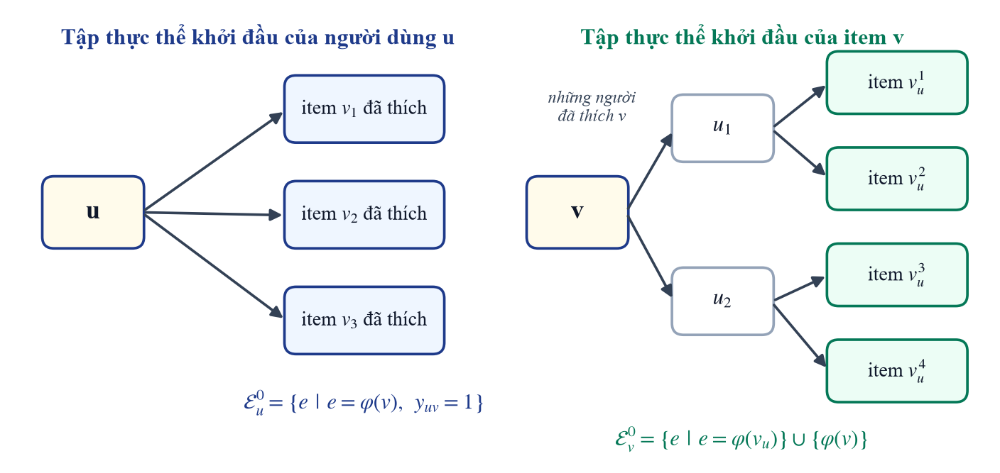 Tập thực thể khởi đầu của người dùng u
u
item v₁ đã thích
item v₂ đã thích
item v₃ đã thích
ℰ_u^0 = {e | e = φ(v), y_{uv} = 1}
Tập thực thể khởi đầu của item v
những người
đã thích v
v
u₁
u₂
item v_u^1
item v_u^2
item v_u^3
item v_u^4
ℰ_v^0 = {e | e = φ(v_u)} ∪ {φ(v)}